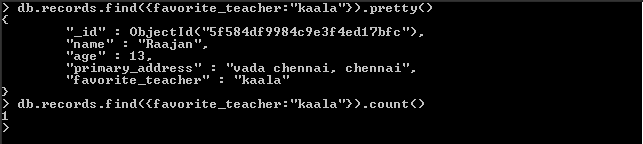 > db.records.find({favorite_teacher:"kaala"}).pretty()
{
        "_id" : ObjectId("5f584df9984c9e3f4ed17bfc"),
        "name" : "Raajan",
        "age" : 13,
        "primary_address" : "vada chennai, chennai",
        "favorite_teacher" : "kaala"
}
> db.records.find({favorite_teacher:"kaala"}).count()
1
>